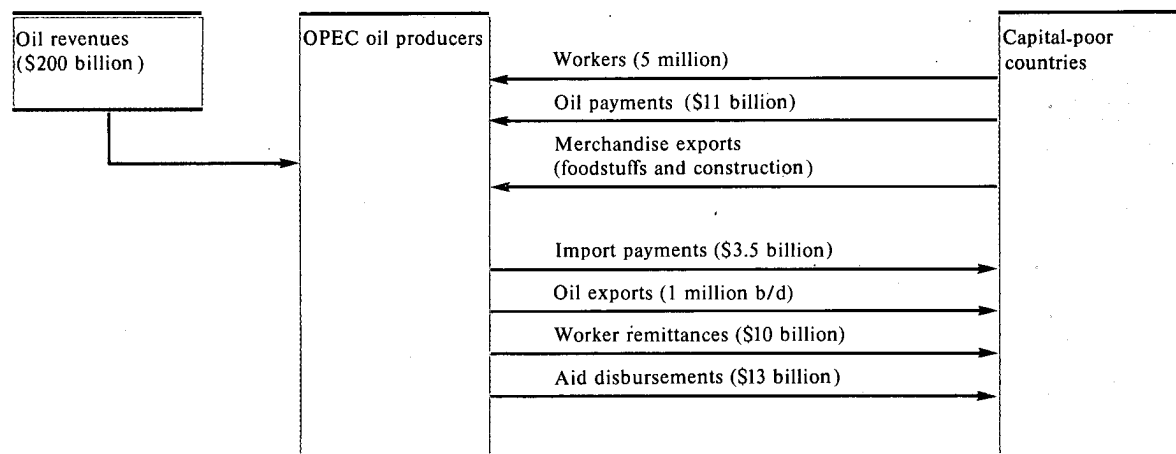 Oil revenues
($200 billion)
OPEC oil producers
Capital-poor
countries
Workers (5 million)
Oil payments ($11 billion)
Merchandise exports
(foodstuffs and construction)
Import payments ($3.5 billion)
Oil exports (1 million b/d)
Worker remittances ($10 billion)
Aid disbursements ($13 billion)